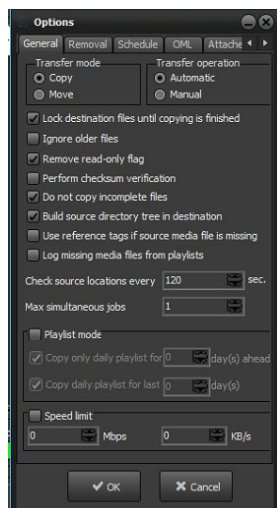 Options
General Removal Schedule OML Attache
Transfer mode Transfer operation
Copy Automatic
Move Manual
Lock destination files until copying is finished
Ignore older files
Remove read-only flag
Perform checksum verification
Do not copy incomplete files
Build source directory tree in destination
Use reference tags if source media file is missing
Log missing media files from playlists
Check source locations every 120 sec.
Max simultaneous jobs 1
Playlist mode
Copy only daily playlist for 0 day(s) ahead
Copy daily playlist for last 0 day(s)
Speed limit
0 Mbps 0 KB/s
OK Cancel